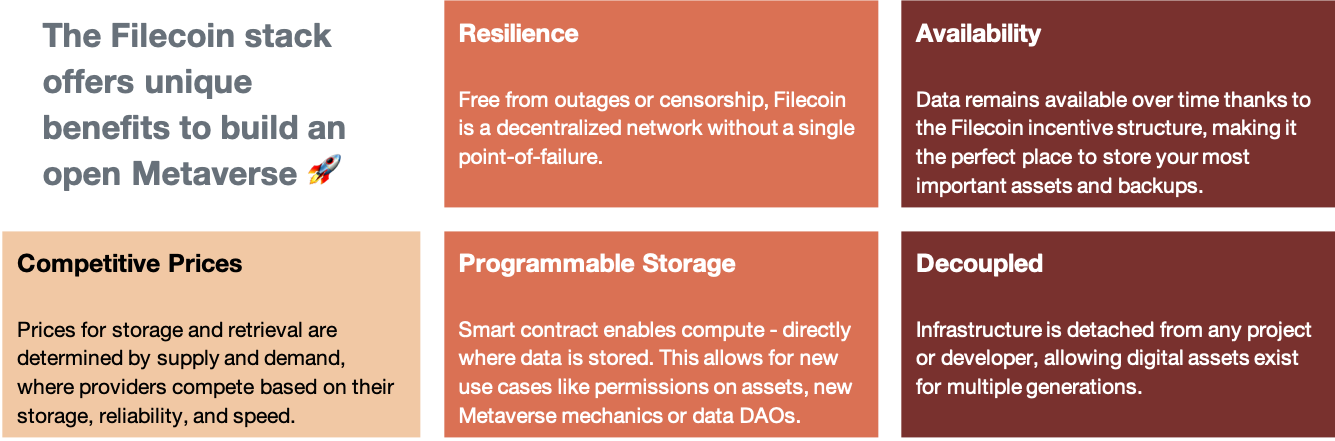 The Filecoin stack
offers unique
benefits to build an
open Metaverse 🚀
Resilience
Free from outages or censorship, Filecoin
is a decentralized network without a single
point-of-failure.
Availability
Data remains available over time thanks to
the Filecoin incentive structure, making it
the perfect place to store your most
important assets and backups.
Competitive Prices
Prices for storage and retrieval are
determined by supply and demand,
where providers compete based on their
storage, reliability, and speed.
Programmable Storage
Smart contract enables compute - directly
where data is stored. This allows for new
use cases like permissions on assets, new
Metaverse mechanics or data DAOs.
Decoupled
Infrastructure is detached from any project
or developer, allowing digital assets exist
for multiple generations.